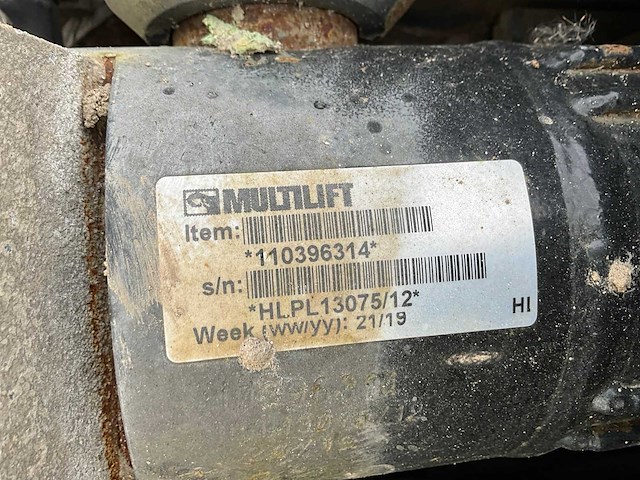 MULTILIFT
Item:
*110396314*
s/n:
*HLPL13075/12*
Week (ww/yy): 21/19
HI